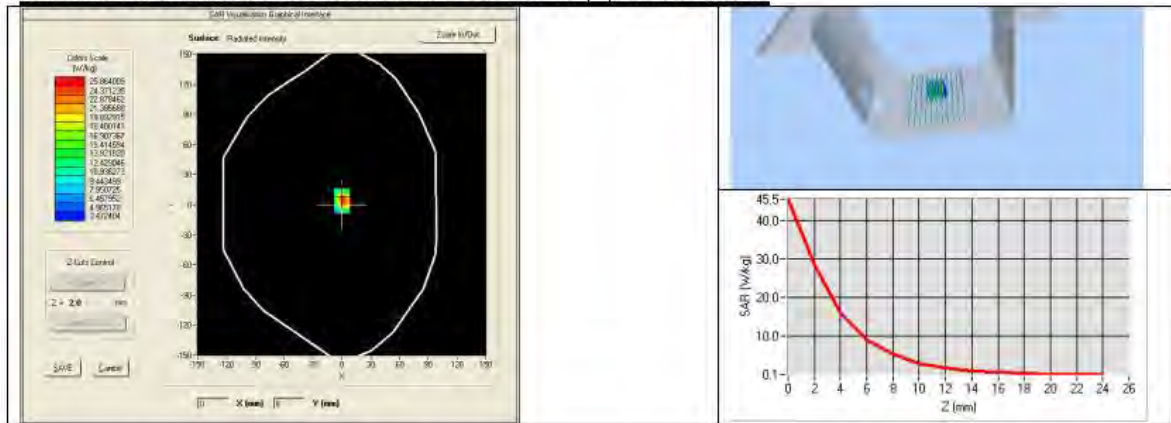 SAR Visualisation Graphical Interface
Surface Radiated Intensity
Zoom In/Out
Colors Scale
(W/kg)
25.864005
24.371238
22.878462
21.385688
19.892915
18.400141
16.907367
15.414594
13.921820
12.429046
10.936273
9.443499
7.950725
6.457952
4.965178
3.472404
150
120
90
60
30
0
-30
-60
-90
-120
-150
-150 -120 -90 -60 -30 0 30 60 90 120 150
X
Z-Cuts Control
Z = 2.0 mm
SAVE Cancel
0 X (mm) 8 Y (mm)
45.5
40.0
30.0
20.0
10.0
0.1
SAR (W/kg)
0 2 4 6 8 10 12 14 16 18 20 22 24 26
Z (mm)